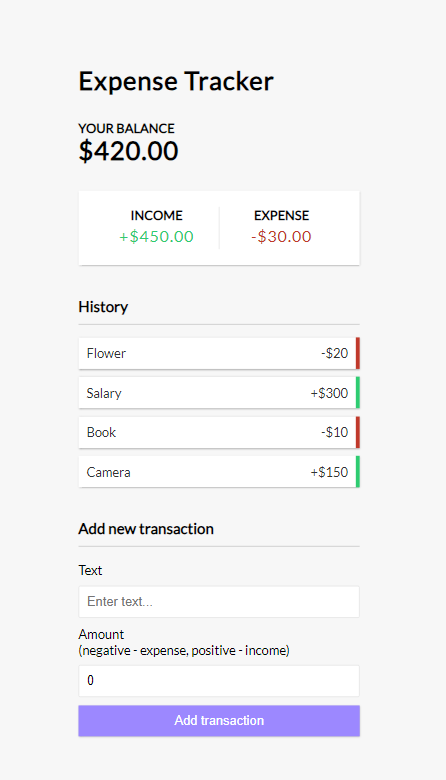 Expense Tracker
YOUR BALANCE
$420.00
INCOME EXPENSE
+$450.00 -$30.00
History
Flower -$20
Salary +$300
Book -$10
Camera +$150
Add new transaction
Text
Enter text...
Amount
(negative - expense, positive - income)
0
Add transaction